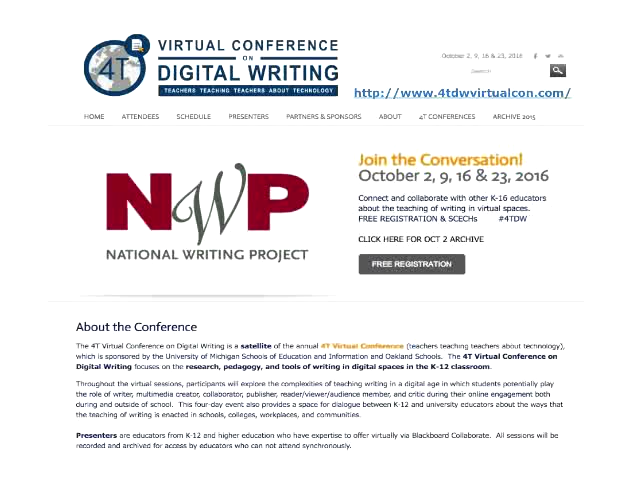 4T
VIRTUAL CONFERENCE
ON
DIGITAL WRITING
TEACHERS TEACHING TEACHERS ABOUT TECHNOLOGY
October 2, 9, 16 & 23, 2016
Search
http://www.4tdwvirtualcon.com/
HOME ATTENDEES SCHEDULE PRESENTERS PARTNERS & SPONSORS ABOUT 4T CONFERENCES ARCHIVE 2015
NWP
NATIONAL WRITING PROJECT
Join the Conversation!
October 2, 9, 16 & 23, 2016
Connect and collaborate with other K-16 educators
about the teaching of writing in virtual spaces.
FREE REGISTRATION & SCECHs #4TDW
CLICK HERE FOR OCT 2 ARCHIVE
FREE REGISTRATION
About the Conference
The 4T Virtual Conference on Digital Writing is a satellite of the annual 4T Virtual Conference (teachers teaching teachers about technology),
which is sponsored by the University of Michigan Schools of Education and Information and Oakland Schools. The 4T Virtual Conference on
Digital Writing focuses on the research, pedagogy, and tools of writing in digital spaces in the K-12 classroom.
Throughout the virtual sessions, participants will explore the complexities of teaching writing in a digital age in which students potentially play
the role of writer, multimedia creator, collaborator, publisher, reader/viewer/audience member, and critic during their online engagement both
during and outside of school. This four-day event also provides a space for dialogue between K-12 and university educators about the ways that
the teaching of writing is enacted in schools, colleges, workplaces, and communities.
Presenters are educators from K-12 and higher education who have expertise to offer virtually via Blackboard Collaborate. All sessions will be
recorded and archived for access by educators who can not attend synchronously.